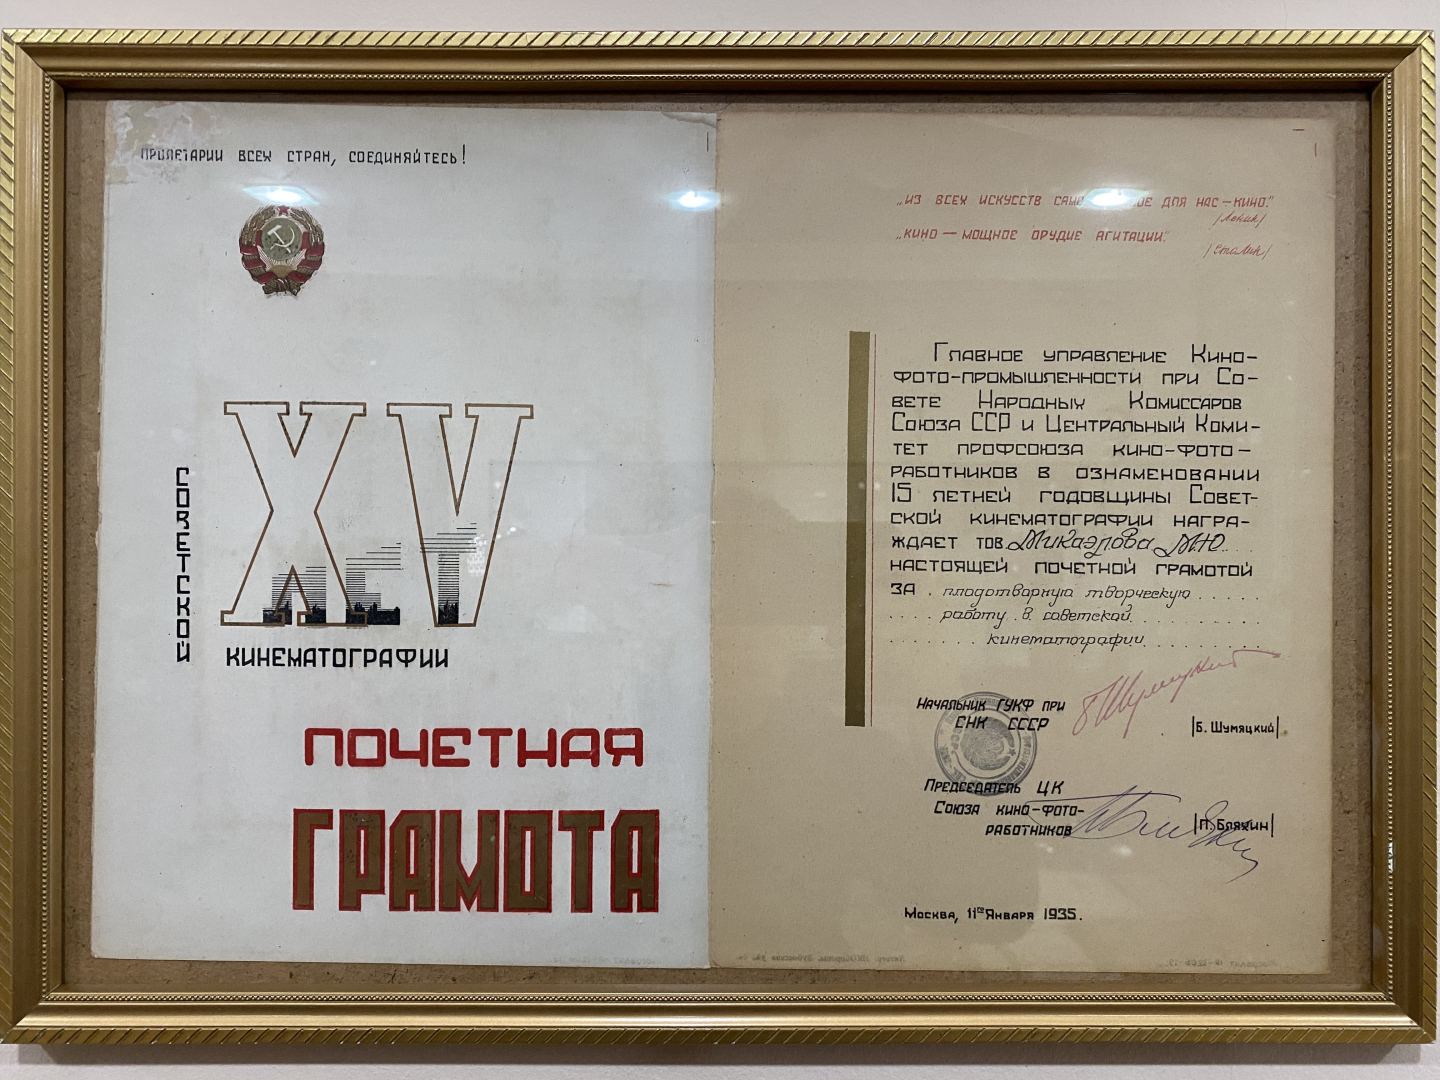 Пролетарии всех стран, соединяйтесь!
XV
ЛЕТ
СОВЕТСКОЙ
КИНЕМАТОГРАФИИ
ПОЧЕТНАЯ
ГРАМОТА
„Из всех искусств для нас — кино."
/Ленин/
„Кино — мощное орудие агитации."
/Сталин/
Главное управление Кино-
фото-промышленности при Со-
вете Народных Комиссаров
Союза ССР и Центральный Коми-
тет профсоюза кино-фото-
работников в ознаменовании
15 летней годовщины Совет-
ской кинематографии награ-
ждает тов. Микаэлова М.Ю.
настоящей почетной грамотой
за плодотворную творческую
работу в советской
кинематографии
Начальник ГУКФ при
СНК СССР
Б. Шумяцкий
|Б. Шумяцкий|
Председатель ЦК
Союза кино-фото-
работников
|П. Бляхин|
Москва, 11го Января 1935.